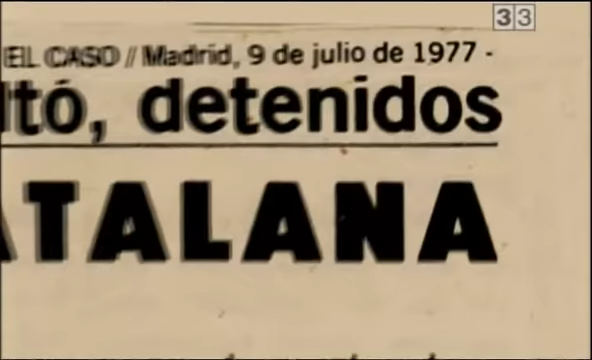 33
EL CASO // Madrid, 9 de julio de 1977 -
ltó, detenidos
ATALANA